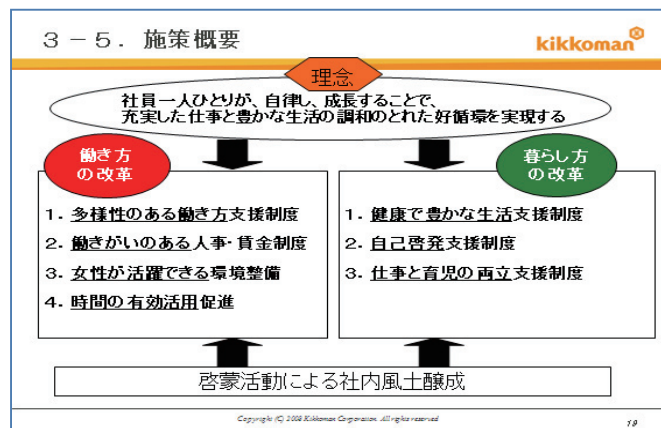 3-5. 施策概要
kikkoman®
理念
社員一人ひとりが、自律し、成長することで、
充実した仕事と豊かな生活の調和のとれた好循環を実現する
働き方
の改革
1. 多様性のある働き方支援制度
2. 働きがいのある人事・賃金制度
3. 女性が活躍できる環境整備
4. 時間の有効活用促進
暮らし方
の改革
1. 健康で豊かな生活支援制度
2. 自己啓発支援制度
3. 仕事と育児の両立支援制度
啓蒙活動による社内風土醸成
Copyright (C) 2008 Kikkoman Corporation. All rights reserved
19